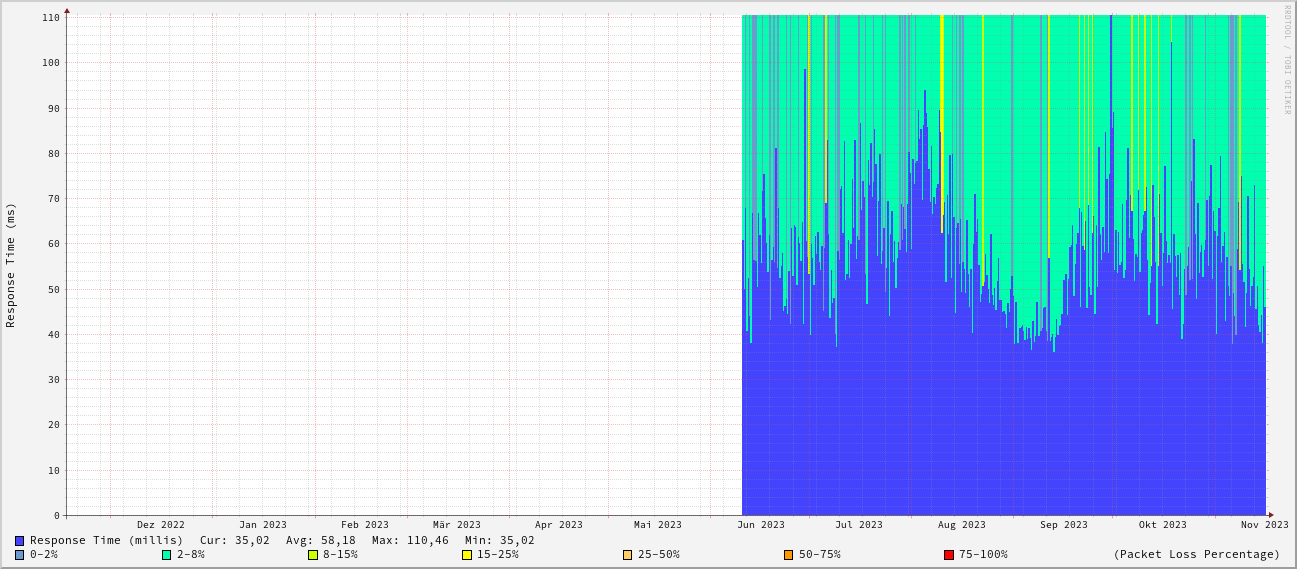 RRDTOOL / TOBI OETIKER
Response Time (ms)
110
100
90
80
70
60
50
40
30
20
10
0
Dez 2022 Jan 2023 Feb 2023 Mär 2023 Apr 2023 Mai 2023 Jun 2023 Jul 2023 Aug 2023 Sep 2023 Okt 2023 Nov 2023
Response Time (millis) Cur: 35,02 Avg: 58,18 Max: 110,46 Min: 35,02
0-2% 2-8% 8-15% 15-25% 25-50% 50-75% 75-100% (Packet Loss Percentage)